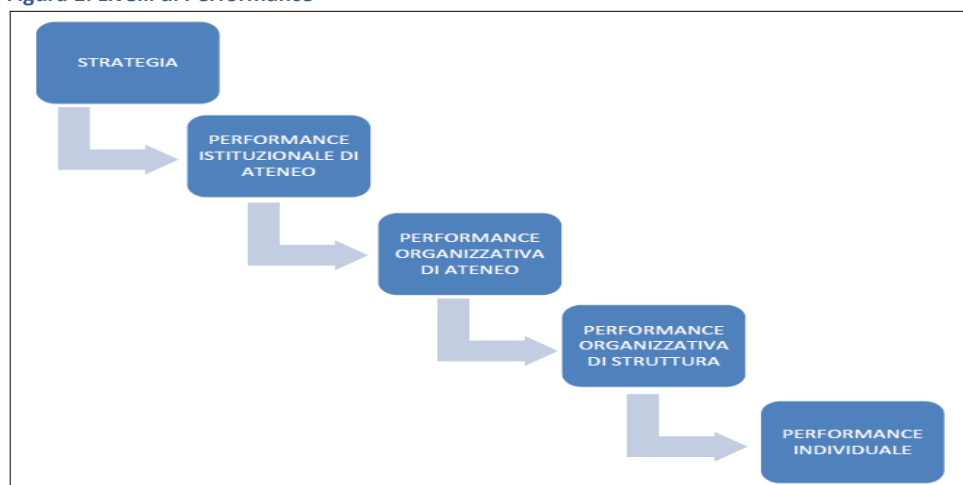 STRATEGIA
PERFORMANCE
ISTITUZIONALE DI
ATENEO
PERFORMANCE
ORGANIZZATIVA
DI ATENEO
PERFORMANCE
ORGANIZZATIVA
DI STRUTTURA
PERFORMANCE
INDIVIDUALE